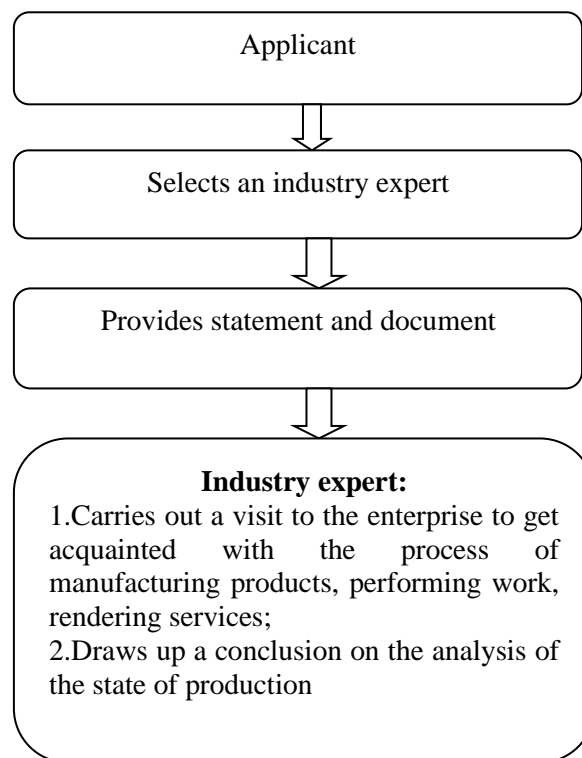 Applicant
Selects an industry expert
Provides statement and document
Industry expert:
1.Carries out a visit to the enterprise to get
acquainted with the process of
manufacturing products, performing work,
rendering services;
2.Draws up a conclusion on the analysis of
the state of production